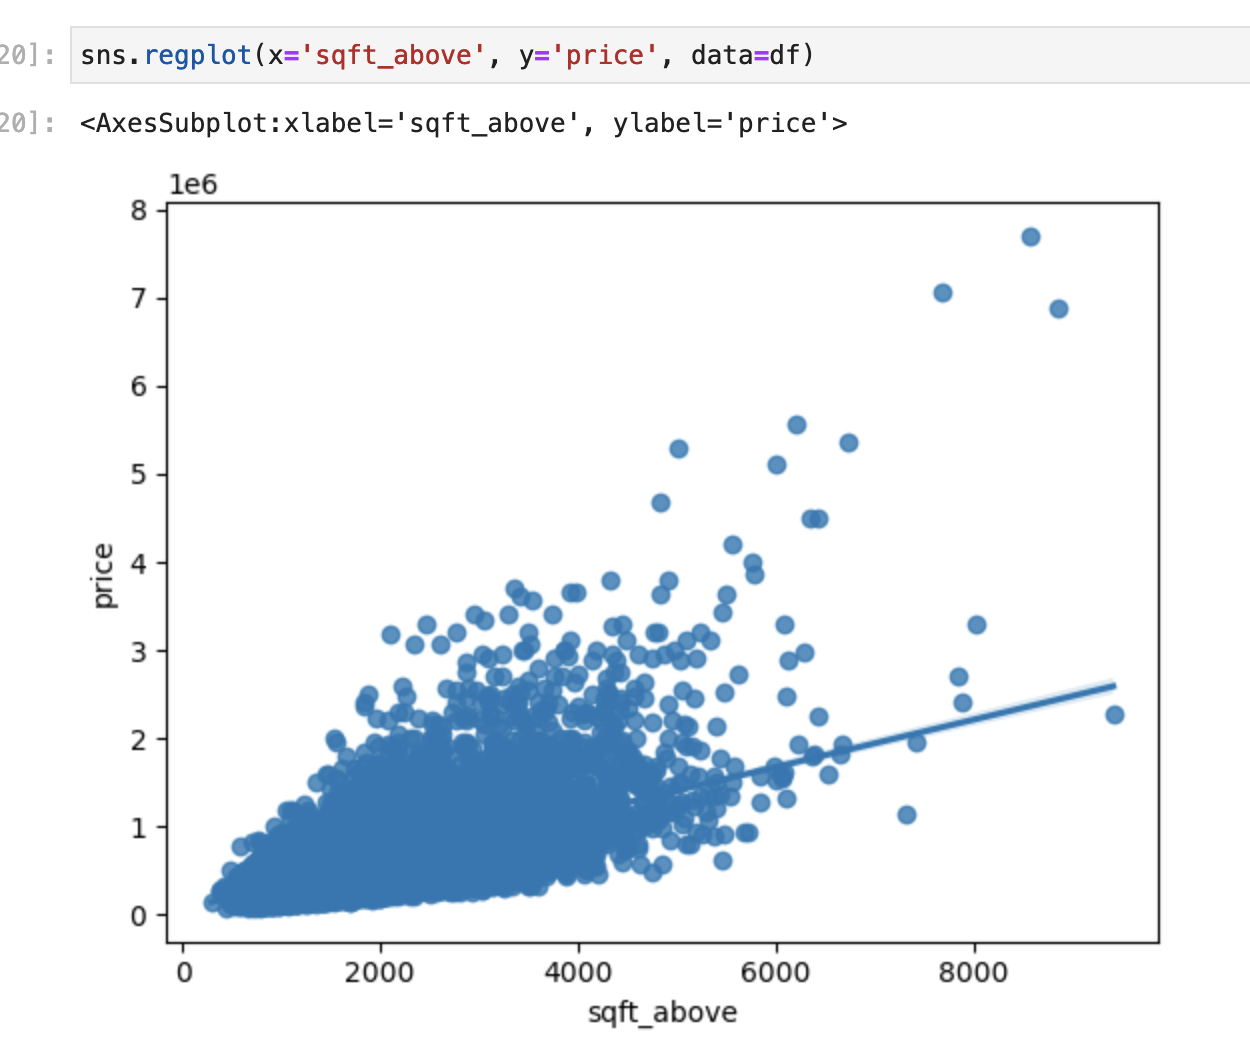 20]: sns.regplot(x='sqft_above', y='price', data=df)
20]: <AxesSubplot:xlabel='sqft_above', ylabel='price'>
1e6
8
7
6
5
4
3
2
1
0
price
0 2000 4000 6000 8000
sqft_above